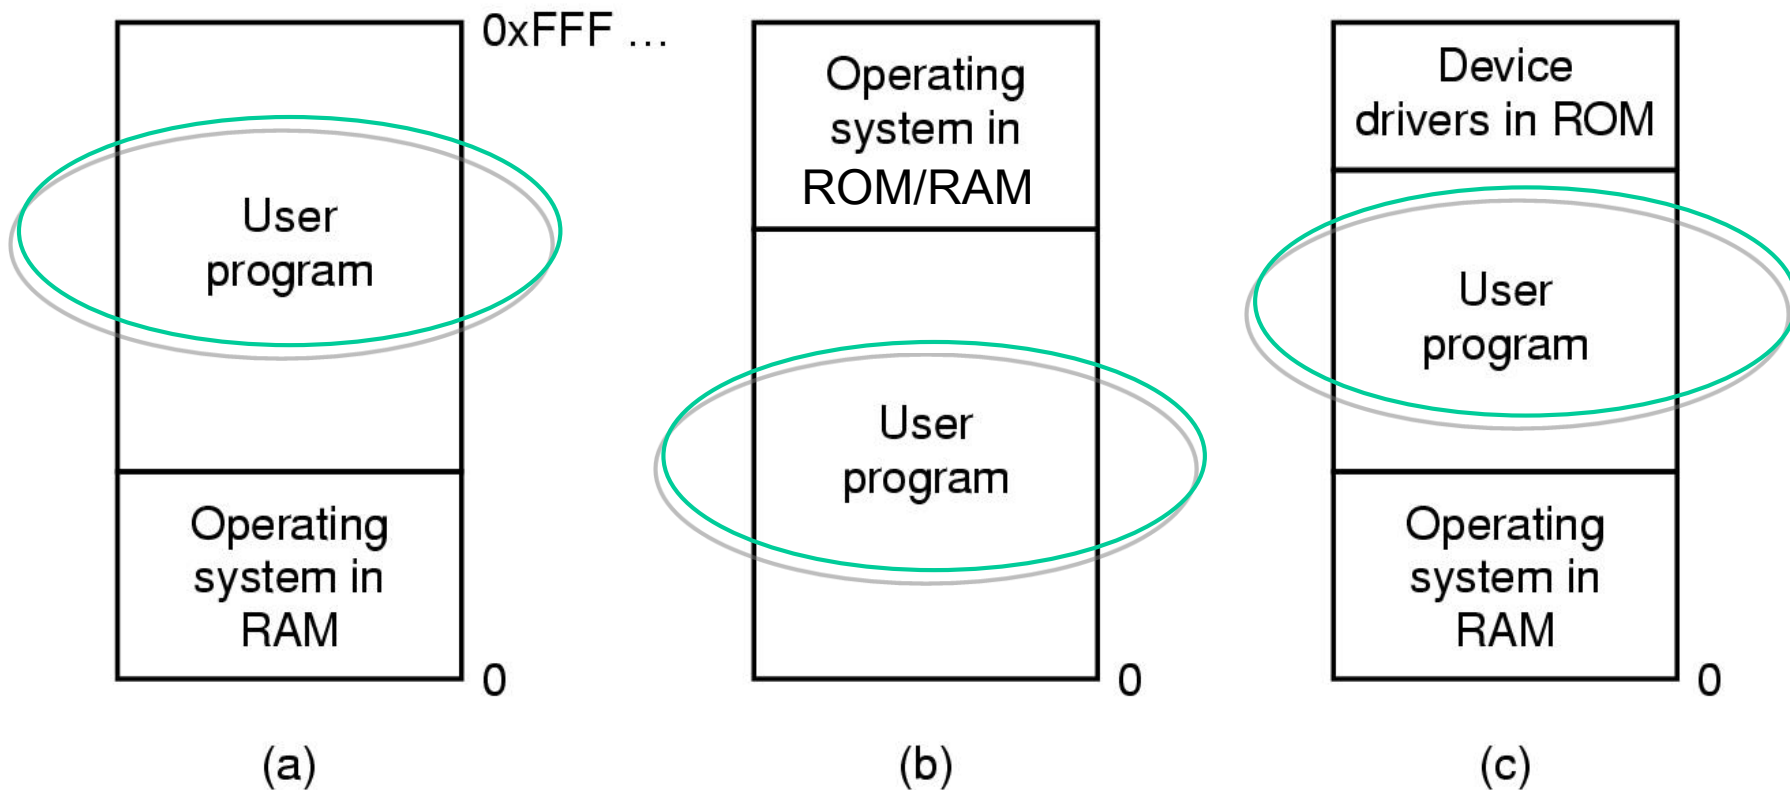 0xFFF ...
User
program
Operating
system in
RAM
0
(a)
Operating
system in
ROM/RAM
User
program
0
(b)
Device
drivers in ROM
User
program
Operating
system in
RAM
0
(c)